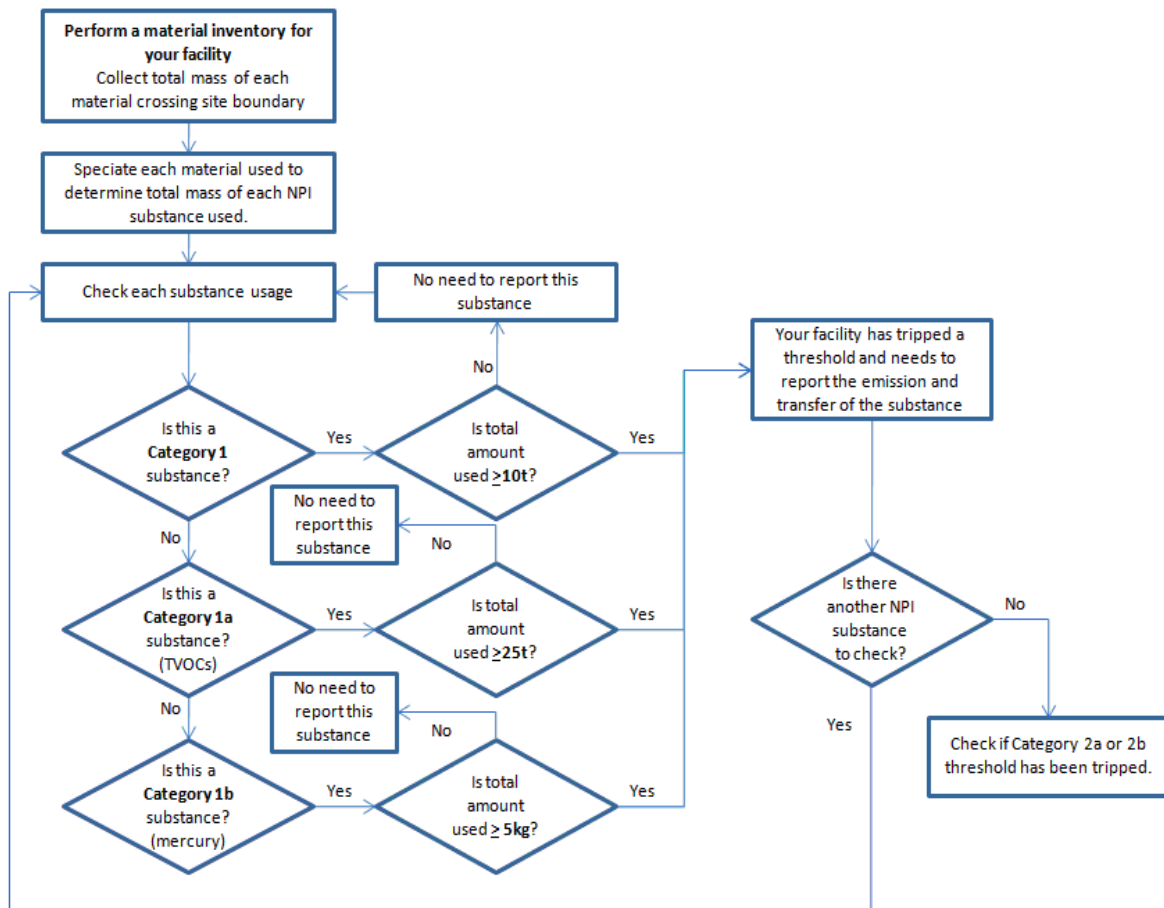 Perform a material inventory for
your facility
Collect total mass of each
material crossing site boundary
Speciate each material used to
determine total mass of each NPI
substance used.
Check each substance usage
No need to report this
substance
No
Is this a
Category 1
substance?
Yes
Is total
amount
used ≥10t?
Yes
No
No need to
report this
substance
No
Is this a
Category 1a
substance?
(TVOCs)
Yes
Is total
amount
used ≥25t?
Yes
No
No need to
report this
substance
No
Is this a
Category 1b
substance?
(mercury)
Yes
Is total
amount
used ≥ 5kg?
Yes
Your facility has tripped a
threshold and needs to
report the emission and
transfer of the substance
Is there
another NPI
substance
to check?
No
Yes
Check if Category 2a or 2b
threshold has been tripped.